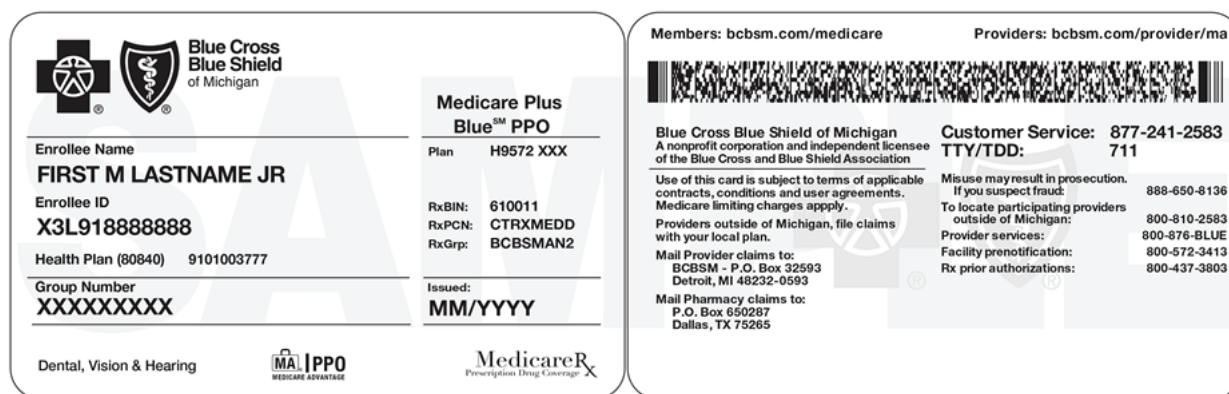 Blue Cross
Blue Shield
of Michigan
Medicare Plus
Blue℠ PPO
Enrollee Name
FIRST M LASTNAME JR
Enrollee ID
X3L918888888
Health Plan (80840) 9101003777
Group Number
XXXXXXXXX
Plan H9572 XXX
RxBIN: 610011
RxPCN: CTRXMEDD
RxGrp: BCBSMAN2
Issued:
MM/YYYY
Dental, Vision & Hearing
MA PPO
MEDICARE ADVANTAGE
MedicareRx
Prescription Drug Coverage
Members: bcbsm.com/medicare Providers: bcbsm.com/provider/ma
Blue Cross Blue Shield of Michigan
A nonprofit corporation and independent licensee
of the Blue Cross and Blue Shield Association
Use of this card is subject to terms of applicable
contracts, conditions and user agreements.
Medicare limiting charges appply.
Providers outside of Michigan, file claims
with your local plan.
Mail Provider claims to:
BCBSM - P.O. Box 32593
Detroit, MI 48232-0593
Mail Pharmacy claims to:
P.O. Box 650287
Dallas, TX 75265
Customer Service: 877-241-2583
TTY/TDD: 711
Misuse may result in prosecution.
If you suspect fraud: 888-650-8136
To locate participating providers
outside of Michigan: 800-810-2583
Provider services: 800-876-BLUE
Facility prenotification: 800-572-3413
Rx prior authorizations: 800-437-3803
SAMPLE